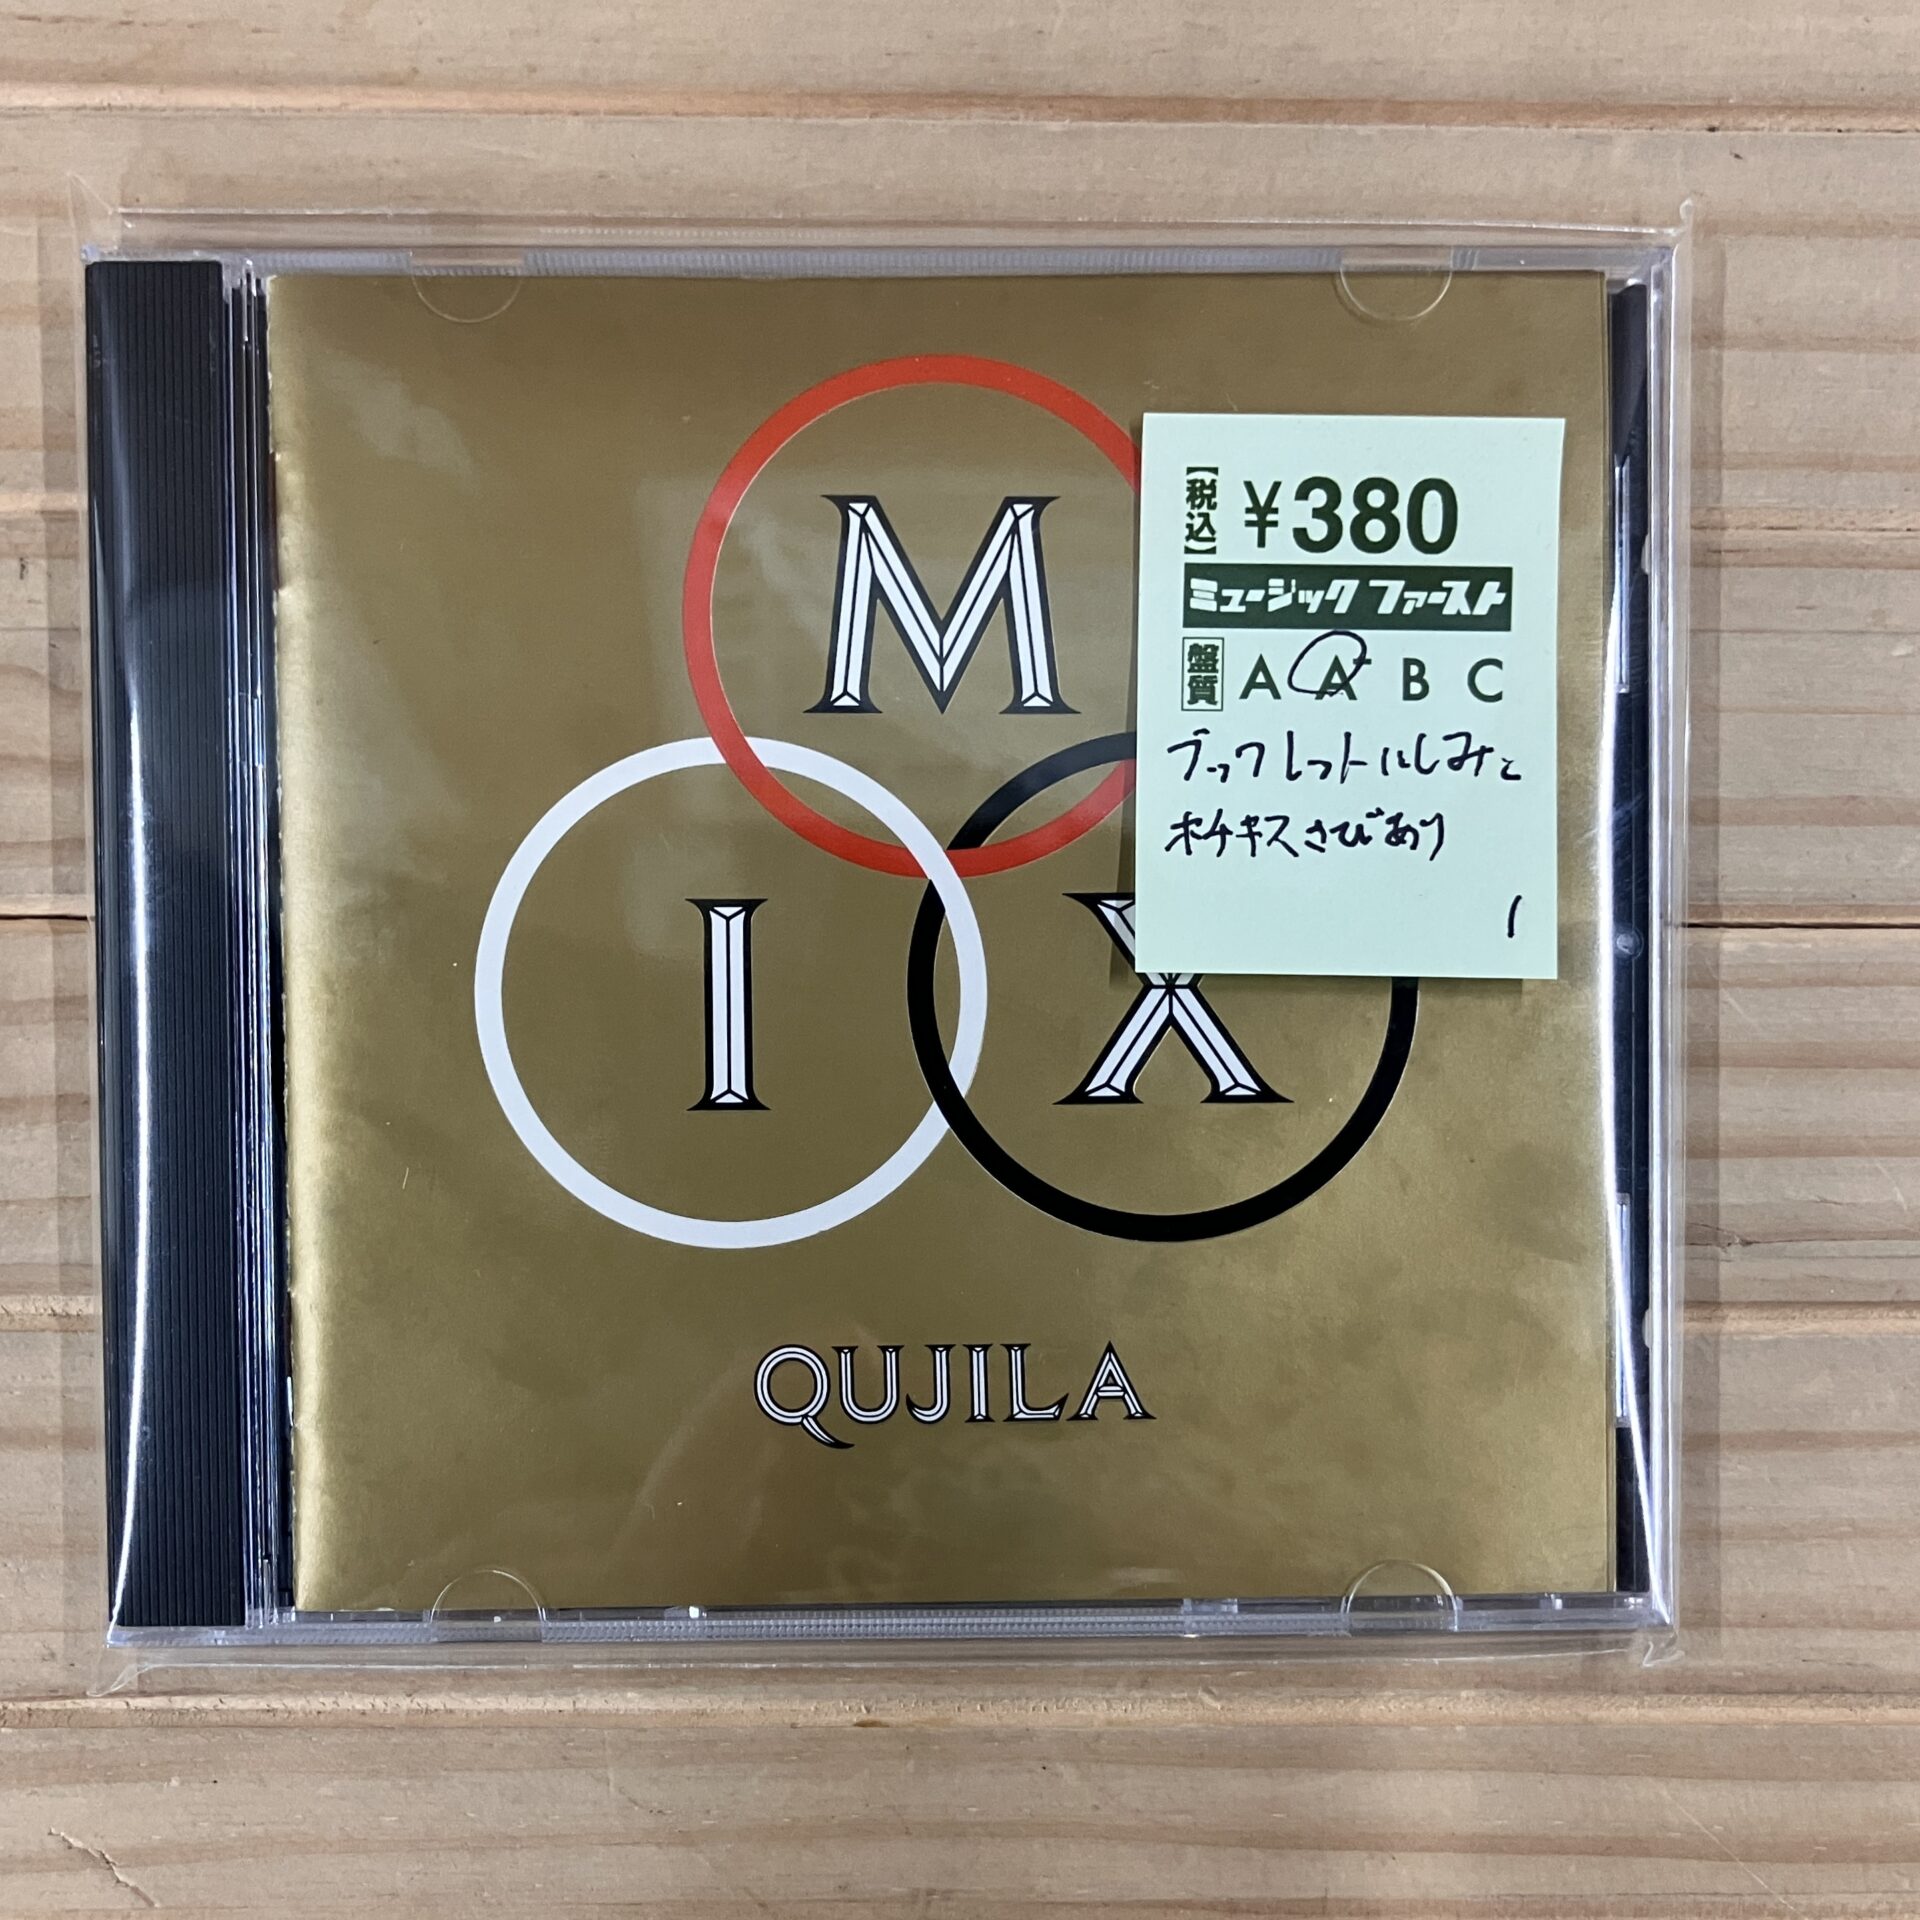 M
I X
QUJILA
【税込】 ¥380
ミュージック ファースト
盤質 A A⁻ B C
ブックレットにしみと
ホチキスさびあり
1